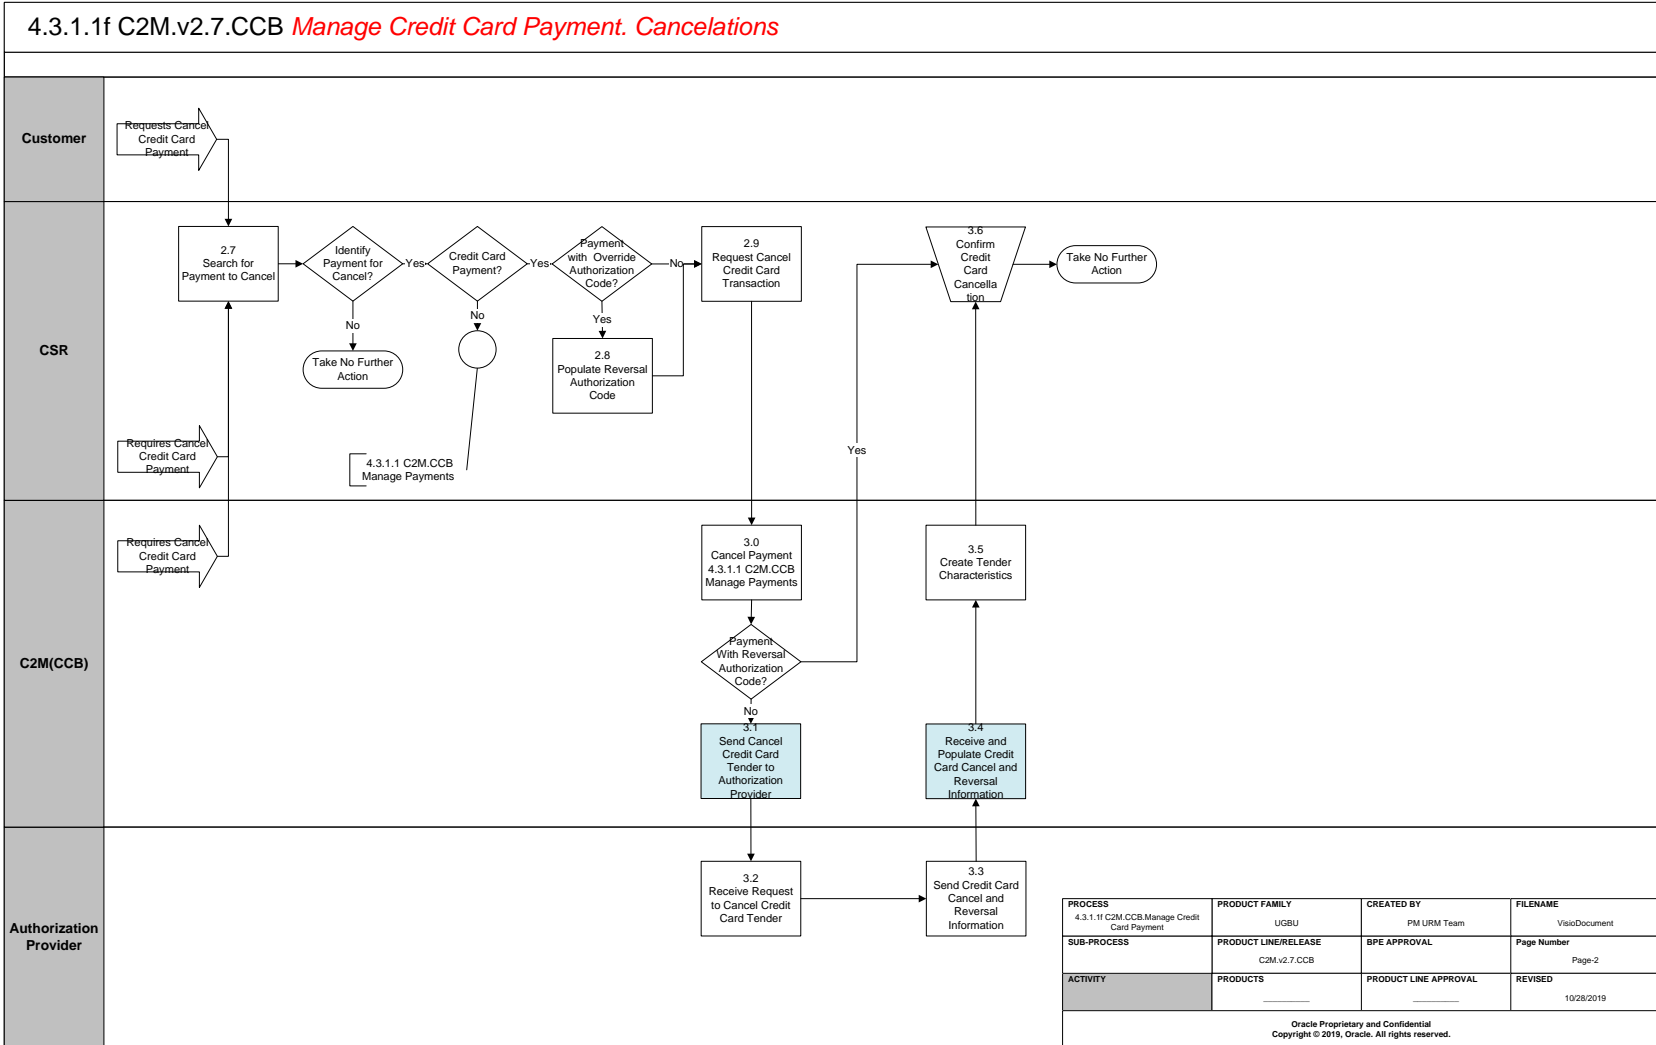 4.3.1.1f C2M.v2.7.CCB Manage Credit Card Payment. Cancelations
Customer
Requests Cancel
Credit Card
Payment
CSR
2.7
Search for
Payment to Cancel
Identify
Payment for
Cancel?
Yes
No
Take No Further
Action
Credit Card
Payment?
Yes
No
4.3.1.1 C2M.CCB
Manage Payments
Payment
with Override
Authorization
Code?
No
Yes
2.8
Populate Reversal
Authorization
Code
2.9
Request Cancel
Credit Card
Transaction
3.6
Confirm
Credit
Card
Cancella
tion
Take No Further
Action
Requires Cancel
Credit Card
Payment
Yes
C2M(CCB)
Requires Cancel
Credit Card
Payment
3.0
Cancel Payment
4.3.1.1 C2M.CCB
Manage Payments
Payment
With Reversal
Authorization
Code?
No
3.1
Send Cancel
Credit Card
Tender to
Authorization
Provider
3.5
Create Tender
Characteristics
3.4
Receive and
Populate Credit
Card Cancel and
Reversal
Information
Authorization
Provider
3.2
Receive Request
to Cancel Credit
Card Tender
3.3
Send Credit Card
Cancel and
Reversal
Information
PROCESS
4.3.1.1f C2M.CCB.Manage Credit
Card Payment
PRODUCT FAMILY
UGBU
CREATED BY
PM URM Team
FILENAME
VisioDocument
SUB-PROCESS
PRODUCT LINE/RELEASE
C2M.v2.7.CCB
BPE APPROVAL
Page Number
Page-2
ACTIVITY
PRODUCTS
__________
PRODUCT LINE APPROVAL
__________
REVISED
10/28/2019
Oracle Proprietary and Confidential
Copyright © 2019, Oracle. All rights reserved.